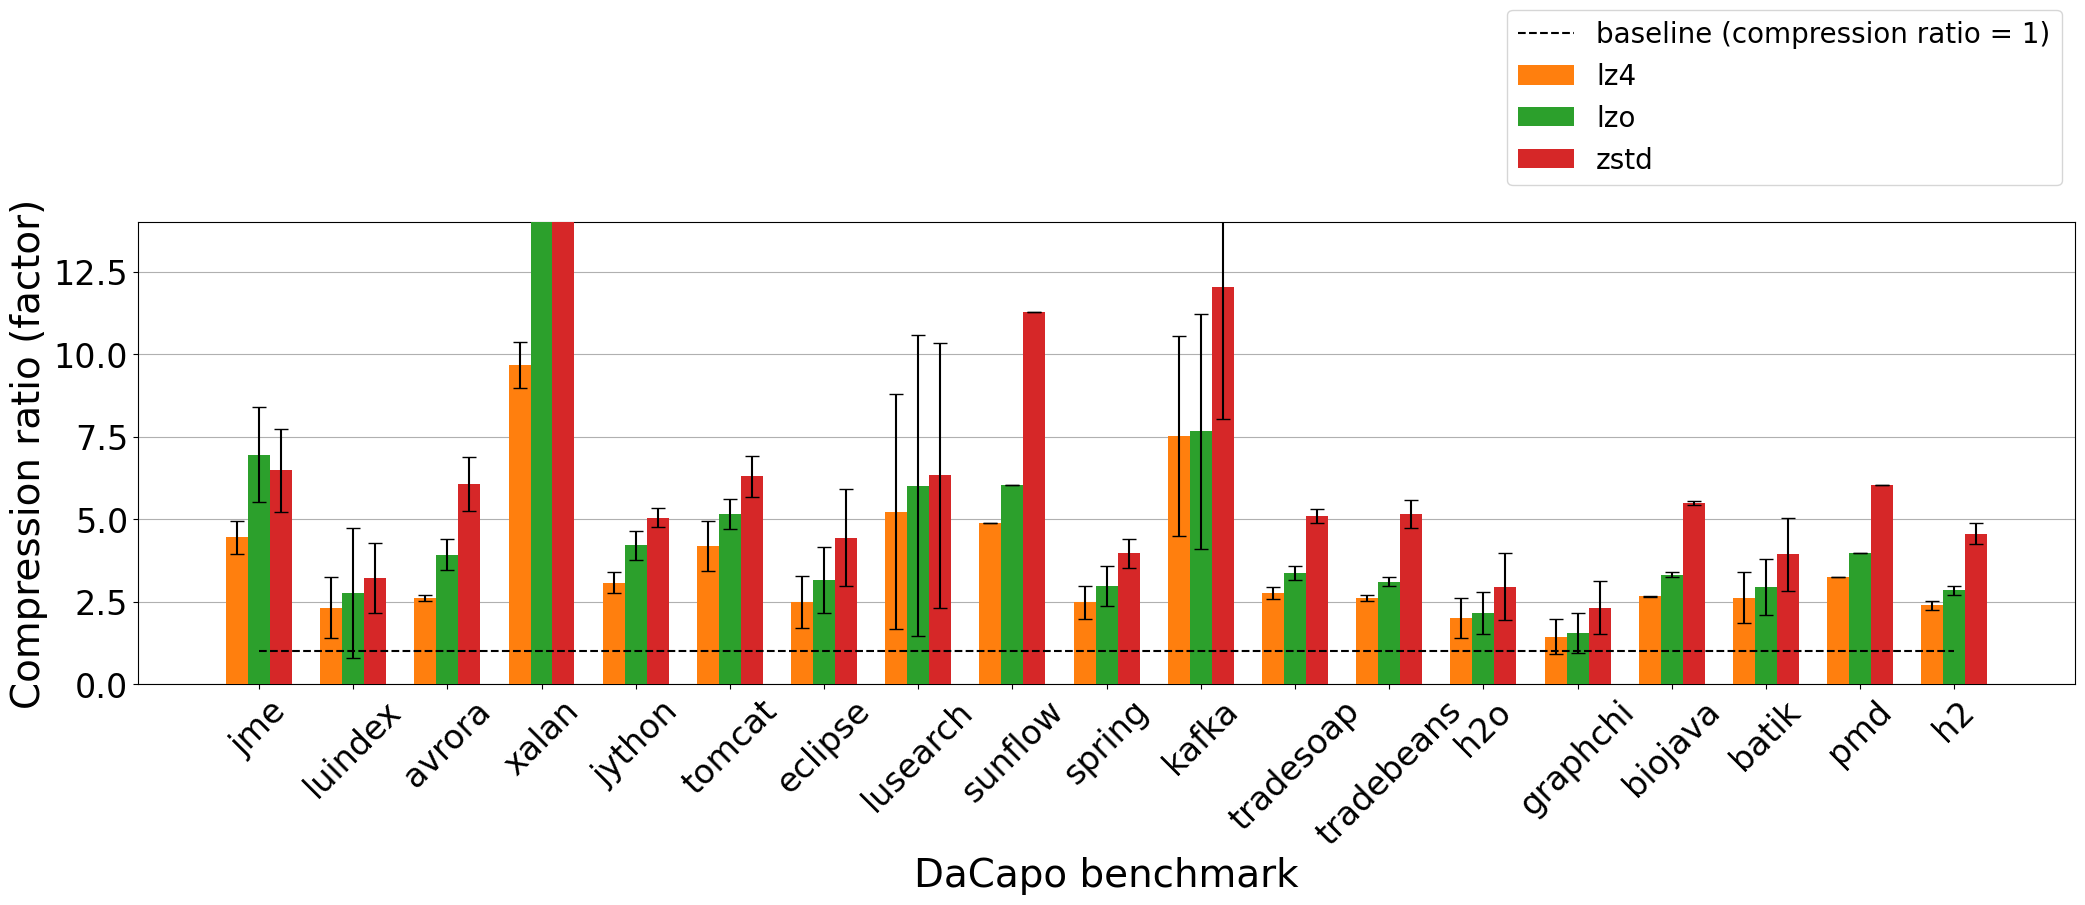 baseline (compression ratio = 1)
lz4
lzo
zstd
Compression ratio (factor)
12.5
10.0
7.5
5.0
2.5
0.0
jme
luindex
avrora
xalan
jython
tomcat
eclipse
lusearch
sunflow
spring
kafka
tradesoap
tradebeans
h2o
graphchi
biojava
batik
pmd
h2
DaCapo benchmark